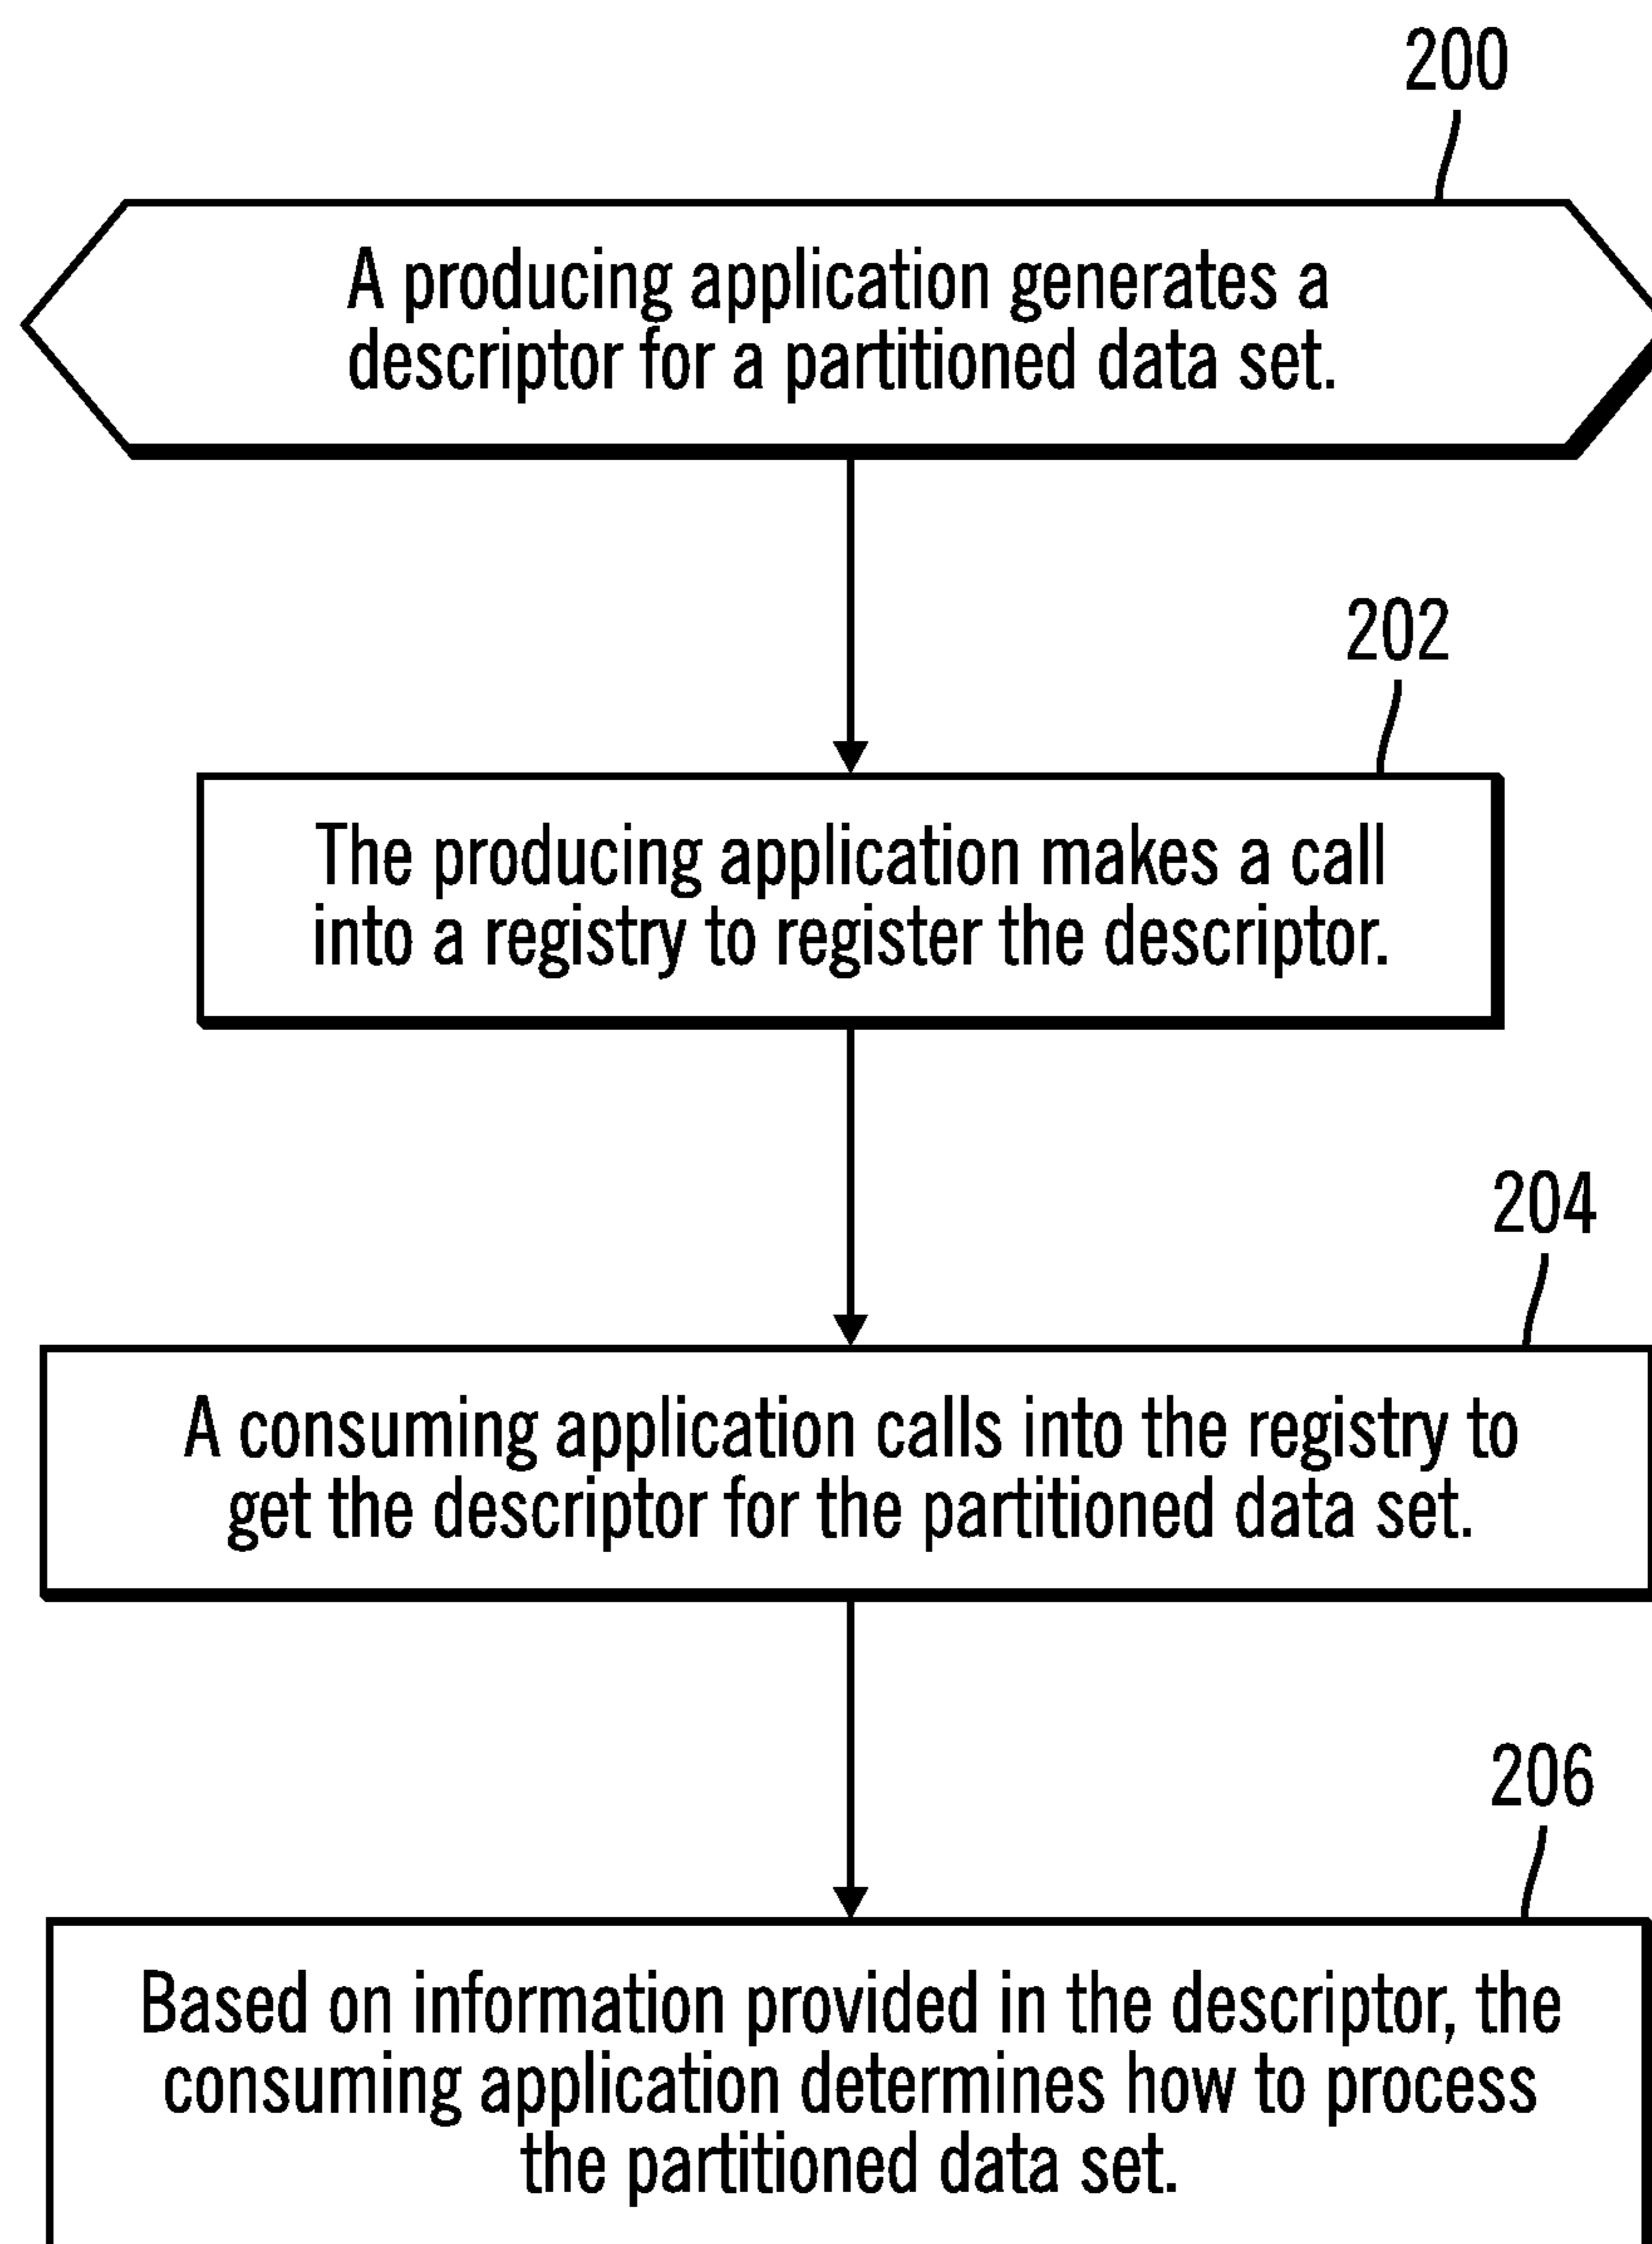 200
A producing application generates a
descriptor for a partitioned data set.
202
The producing application makes a call
into a registry to register the descriptor.
204
A consuming application calls into the registry to
get the descriptor for the partitioned data set.
206
Based on information provided in the descriptor, the
consuming application determines how to process
the partitioned data set.